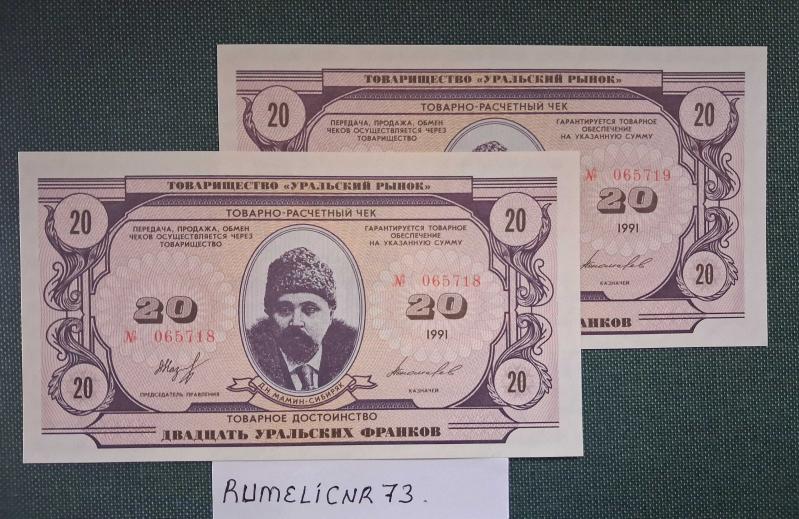 ТОВАРИЩЕСТВО «УРАЛЬСКИЙ РЫНОК»
20 ТОВАРНО-РАСЧЕТНЫЙ ЧЕК 20
ПЕРЕДАЧА, ПРОДАЖА, ОБМЕН
ЧЕКОВ ОСУЩЕСТВЛЯЕТСЯ ЧЕРЕЗ
ТОВАРИЩЕСТВО
ГАРАНТИРУЕТСЯ ТОВАРНОЕ
ОБЕСПЕЧЕНИЕ
НА УКАЗАННУЮ СУММУ
№ 065719
20
1991
КАЗНАЧЕЙ
20
ФРАНКОВ
ТОВАРИЩЕСТВО «УРАЛЬСКИЙ РЫНОК»
20 ТОВАРНО-РАСЧЕТНЫЙ ЧЕК 20
ПЕРЕДАЧА, ПРОДАЖА, ОБМЕН
ЧЕКОВ ОСУЩЕСТВЛЯЕТСЯ ЧЕРЕЗ
ТОВАРИЩЕСТВО
ГАРАНТИРУЕТСЯ ТОВАРНОЕ
ОБЕСПЕЧЕНИЕ
НА УКАЗАННУЮ СУММУ
№ 065718
20 20
№ 065718
1991
ПРЕДСЕДАТЕЛЬ ПРАВЛЕНИЯ
Д.Н. МАМИН-СИБИРЯК
КАЗНАЧЕЙ
20 20
ТОВАРНОЕ ДОСТОИНСТВО
ДВАДЦАТЬ УРАЛЬСКИХ ФРАНКОВ
RUMELİCNR 73.